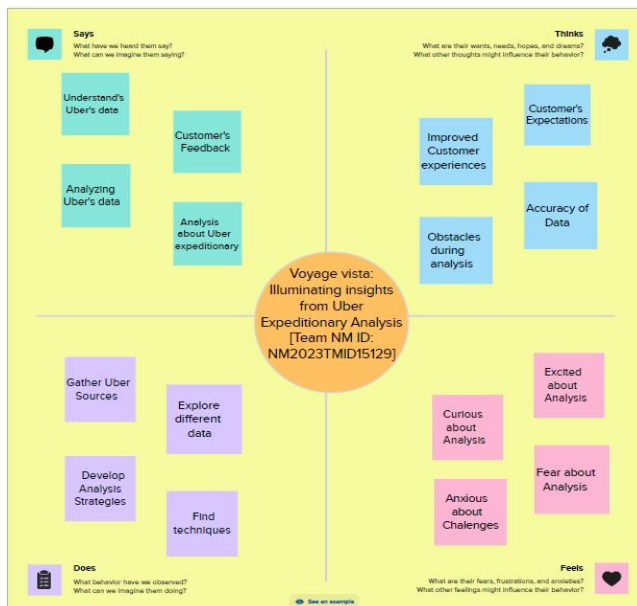 Says
What have we heard them say?
What can we imagine them saying?
Understand's
Uber's data
Customer's
Feedback
Analyzing
Uber's data
Analysis
about Uber
expeditionary
Thinks
What are their wants, needs, hopes, and dreams?
What other thoughts might influence their behavior?
Customer's
Expectations
Improved
Customer
experiences
Accuracy of
Data
Obstacles
during
analysis
Voyage vista:
Illuminating insights
from Uber
Expeditionary Analysis
[Team NM ID:
NM2023TMID15129]
Gather Uber
Sources
Explore
different
data
Develop
Analysis
Strategies
Find
techniques
Does
What behavior have we observed?
What can we imagine them doing?
Excited
about
Analysis
Curious
about
Analysis
Fear about
Analysis
Anxious
about
Chalenges
Feels
What are their fears, frustrations, and anxieties?
What other feelings might influence their behavior?
See an example